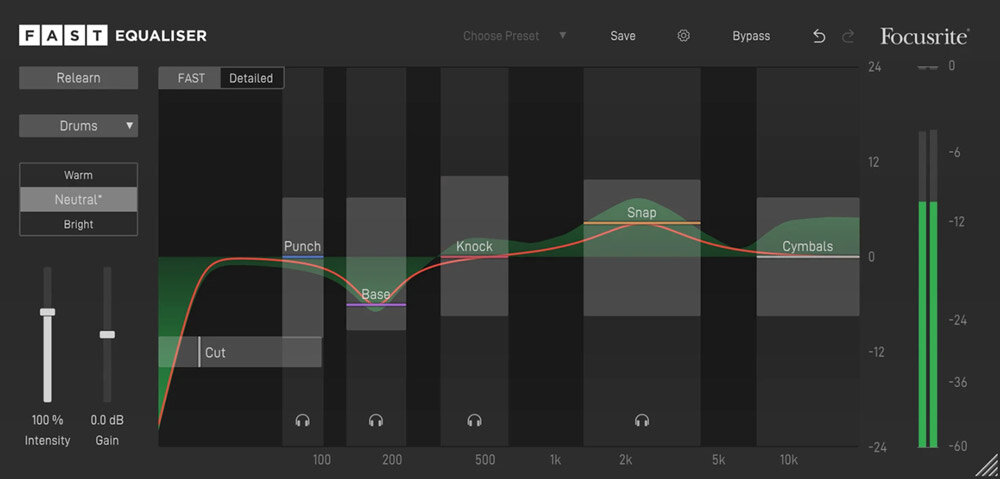 FAST EQUALISER
Choose Preset
Save
Bypass
Focusrite®
Relearn
FAST
Detailed
Drums
Warm
Neutral*
Bright
100 %
Intensity
0.0 dB
Gain
Punch
Base
Knock
Snap
Cymbals
Cut
24
12
0
-12
-24
100
200
500
1k
2k
5k
10k
0
-6
-12
-24
-36
-60